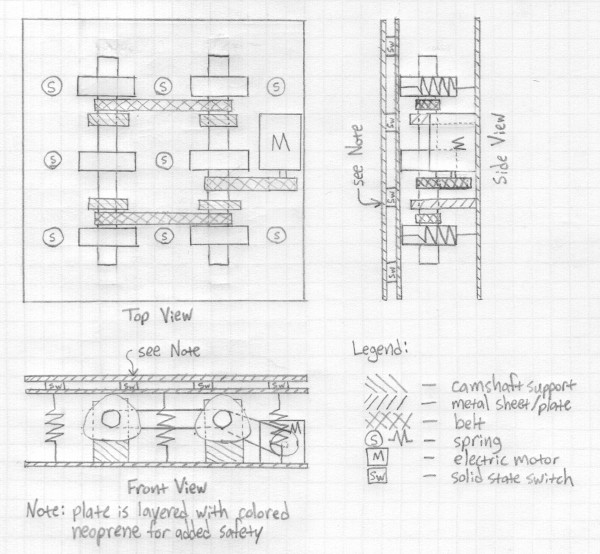 S
S
S
M
S
S
S
S
S
Top View
SW
SW
SW
SW
M
see Note
Side View
see Note
SW
SW
SW
SW
M
Front View
Note: plate is layered with colored
neoprene for added safety
Legend:
camshaft support
metal sheet/plate
belt
S — spring
M — electric motor
SW — solid state switch